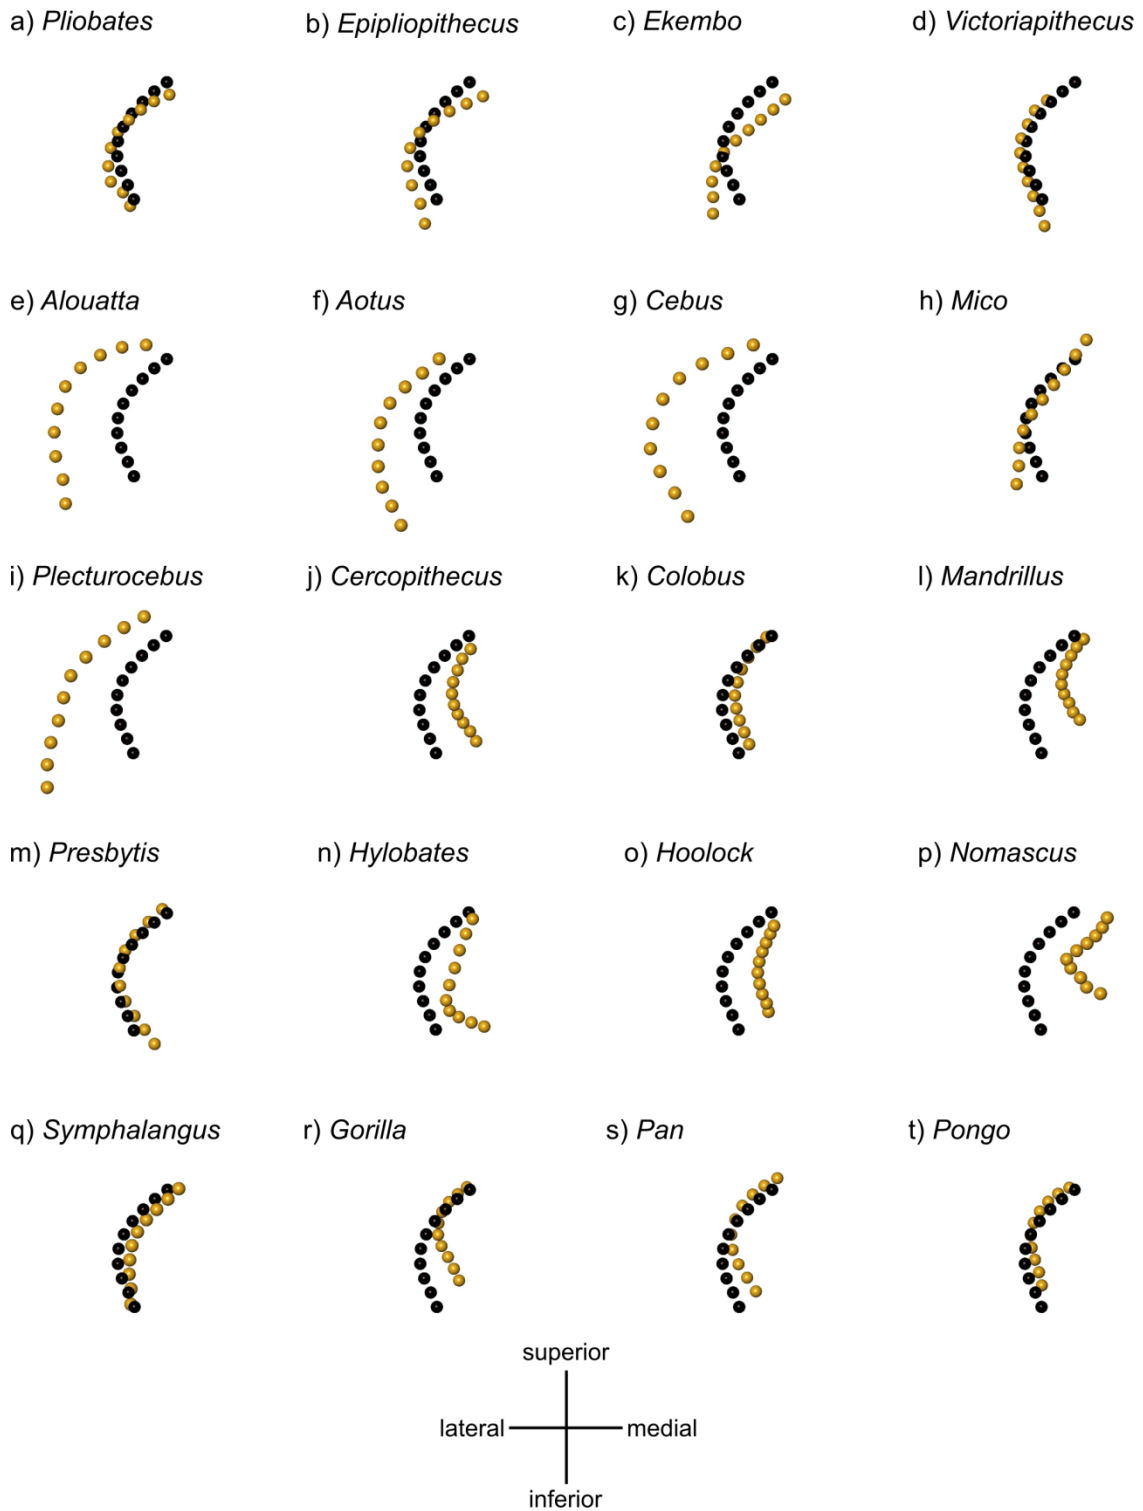 a) Pliobates
b) Epipliopithecus
c) Ekembo
d) Victoriapithecus
e) Alouatta
f) Aotus
g) Cebus
h) Mico
i) Plecturocebus
j) Cercopithecus
k) Colobus
l) Mandrillus
m) Presbytis
n) Hylobates
o) Hoolock
p) Nomascus
q) Symphalangus
r) Gorilla
s) Pan
t) Pongo
superior
lateral
medial
inferior